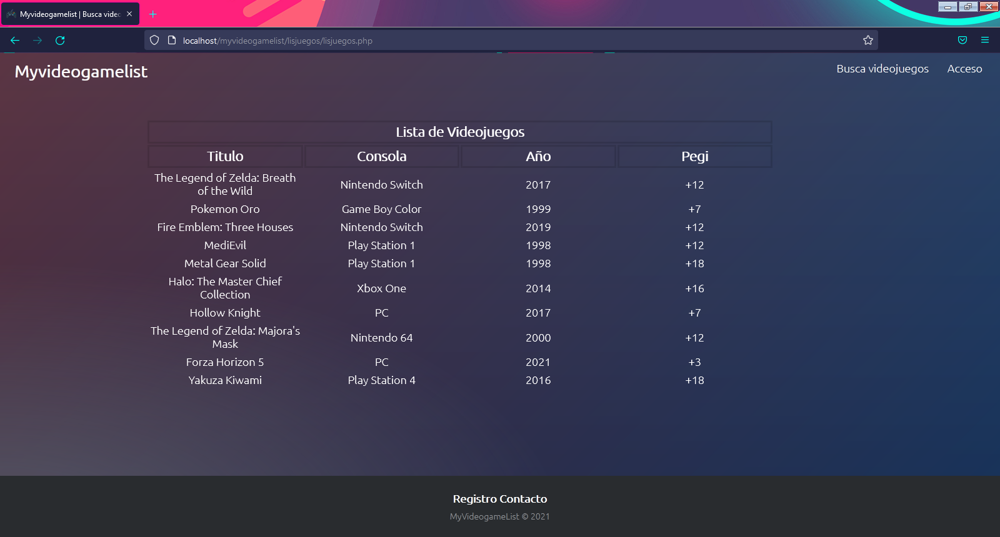 Myvideogamelist | Busca videc
localhost/myvideogamelist/lisjuegos/lisjuegos.php
Myvideogamelist
Busca videojuegos Acceso
Lista de Videojuegos
Titulo Consola Año Pegi
The Legend of Zelda: Breath
of the Wild Nintendo Switch 2017 +12
Pokemon Oro Game Boy Color 1999 +7
Fire Emblem: Three Houses Nintendo Switch 2019 +12
MediEvil Play Station 1 1998 +12
Metal Gear Solid Play Station 1 1998 +18
Halo: The Master Chief
Collection Xbox One 2014 +16
Hollow Knight PC 2017 +7
The Legend of Zelda: Majora's
Mask Nintendo 64 2000 +12
Forza Horizon 5 PC 2021 +3
Yakuza Kiwami Play Station 4 2016 +18
Registro Contacto
MyVideogameList © 2021